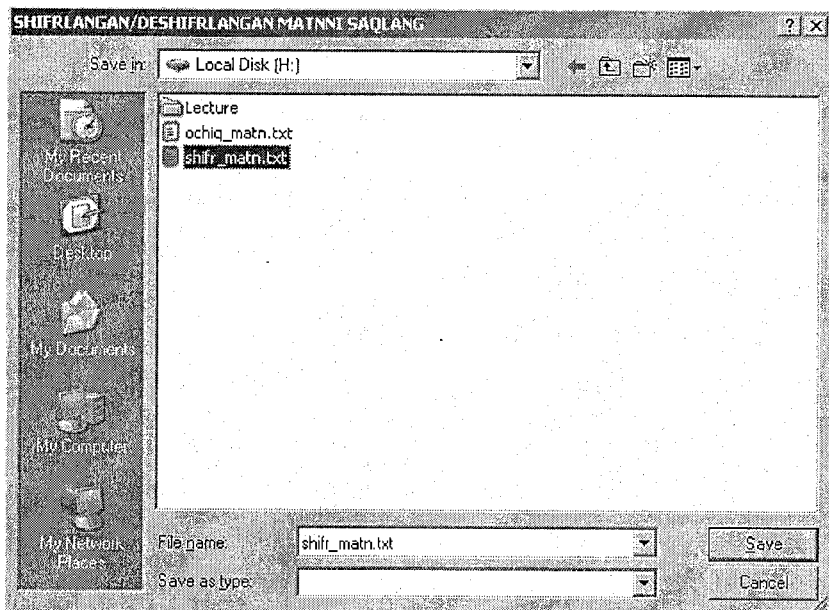 SHIFRLANGAN/DESHIFRLANGAN MATNNI SAQLANG
Save in:
Local Disk (H:)
Lecture
ochiq_matn.txt
shifr_matn.txt
My Recent
Documents
Desktop
My Documents
My Computer
My Network
Places
File name:
shifr_matn.txt
Save
Save as type:
Cancel